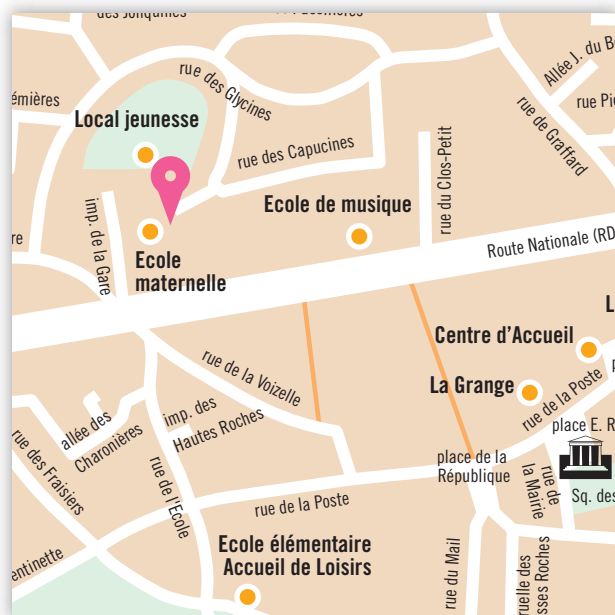 des Jonquilles
rue des Glycines
Allée J. du B
émières
rue Pi
Local jeunesse
rue de Graffard
rue des Capucines
rue du Clos-Petit
imp. de la Gare
Ecole de musique
re
Route Nationale (RD
Ecole
maternelle
L
Centre d'Accueil
rue de la Voizelle
La Grange
rue de la Poste
allée des
Charonières
imp. des
Hautes Roches
place E. R
rue des Fraisiers
rue de l'Ecole
place de la
République
rue de
la Mairie
Sq. des
rue de la Poste
entinette
Ecole élémentaire
Accueil de Loisirs
rue du Mail
ruelle des
sses Roches